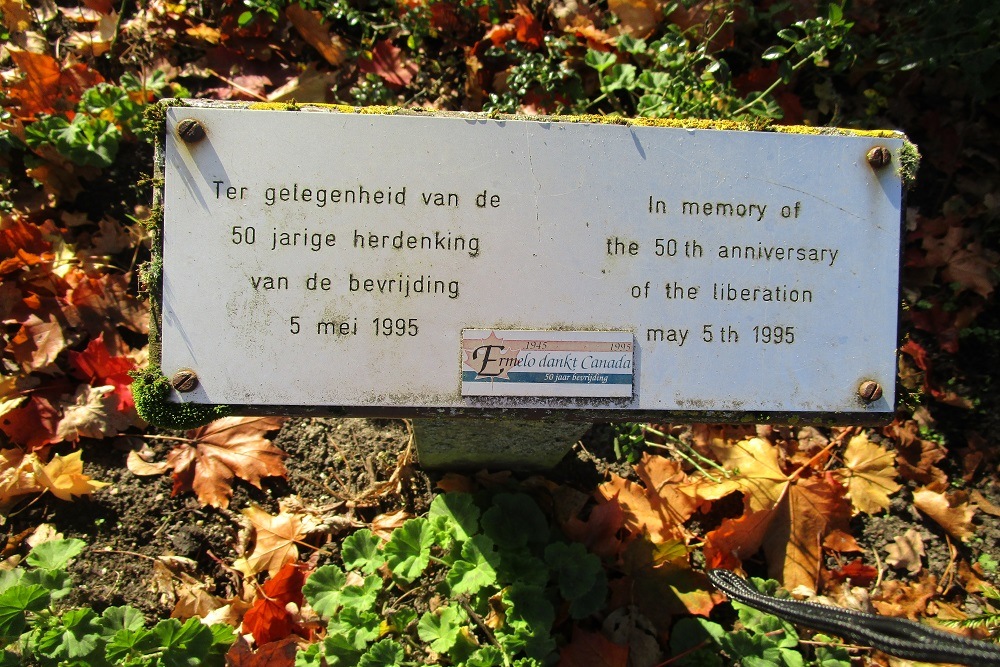 Ter gelegenheid van de
50 jarige herdenking
van de bevrijding
5 mei 1995
In memory of
the 50th anniversary
of the liberation
may 5th 1995
1945 1995
Ermelo dankt Canada
50 jaar bevrijding